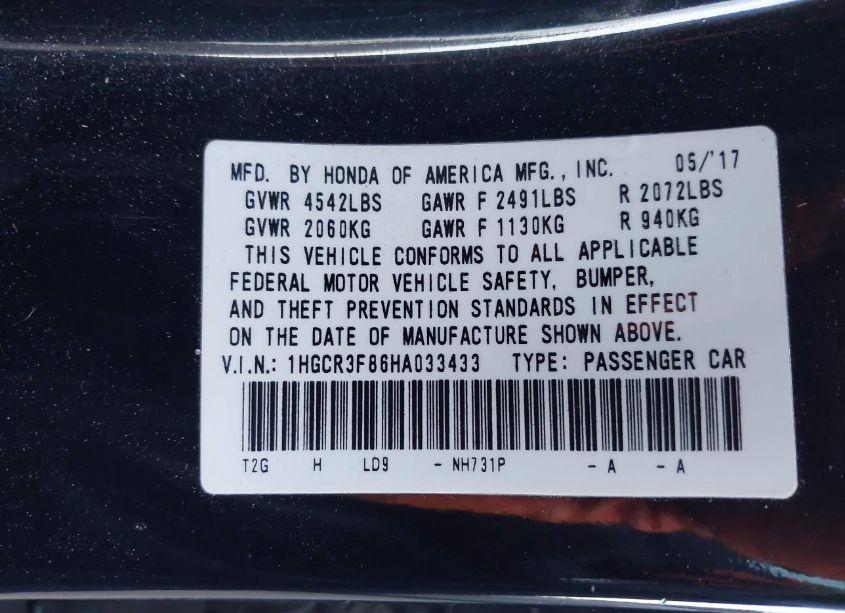 MFD. BY HONDA OF AMERICA MFG., INC. 05/'17
GVWR 4542LBS GAWR F 2491LBS R 2072LBS
GVWR 2060KG GAWR F 1130KG R 940KG
THIS VEHICLE CONFORMS TO ALL APPLICABLE
FEDERAL MOTOR VEHICLE SAFETY, BUMPER,
AND THEFT PREVENTION STANDARDS IN EFFECT
ON THE DATE OF MANUFACTURE SHOWN ABOVE.
V.I.N.: 1HGCR3F86HA033433 TYPE: PASSENGER CAR
T2G H LD9 - NH731P - A - A